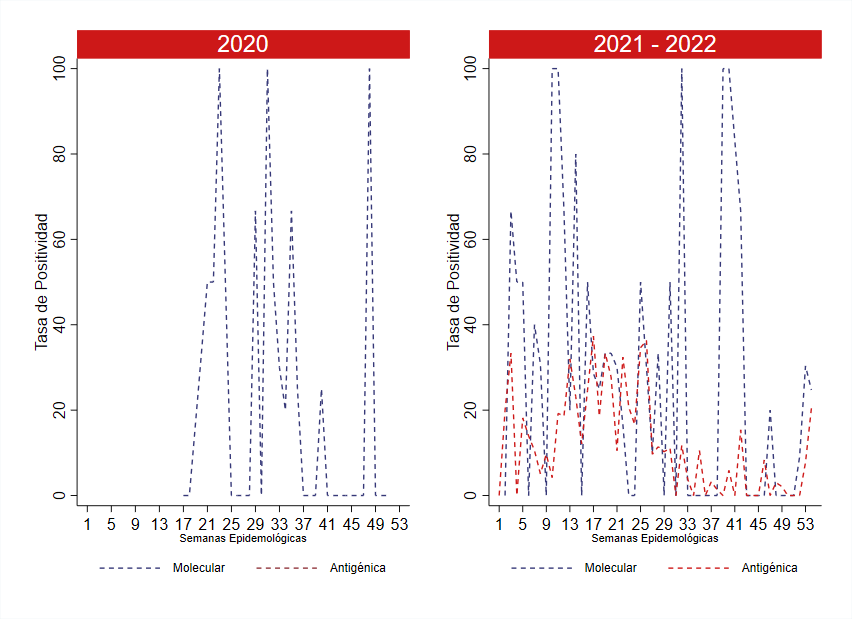 2020
Tasa de Positividad
100
80
60
40
20
0
1 5 9 13 17 21 25 29 33 37 41 45 49 53
Semanas Epidemológicas
Molecular Antigénica
2021 - 2022
Tasa de Positividad
100
80
60
40
20
0
1 5 9 13 17 21 25 29 33 37 41 45 49 53
Semanas Epidemológicas
Molecular Antigénica